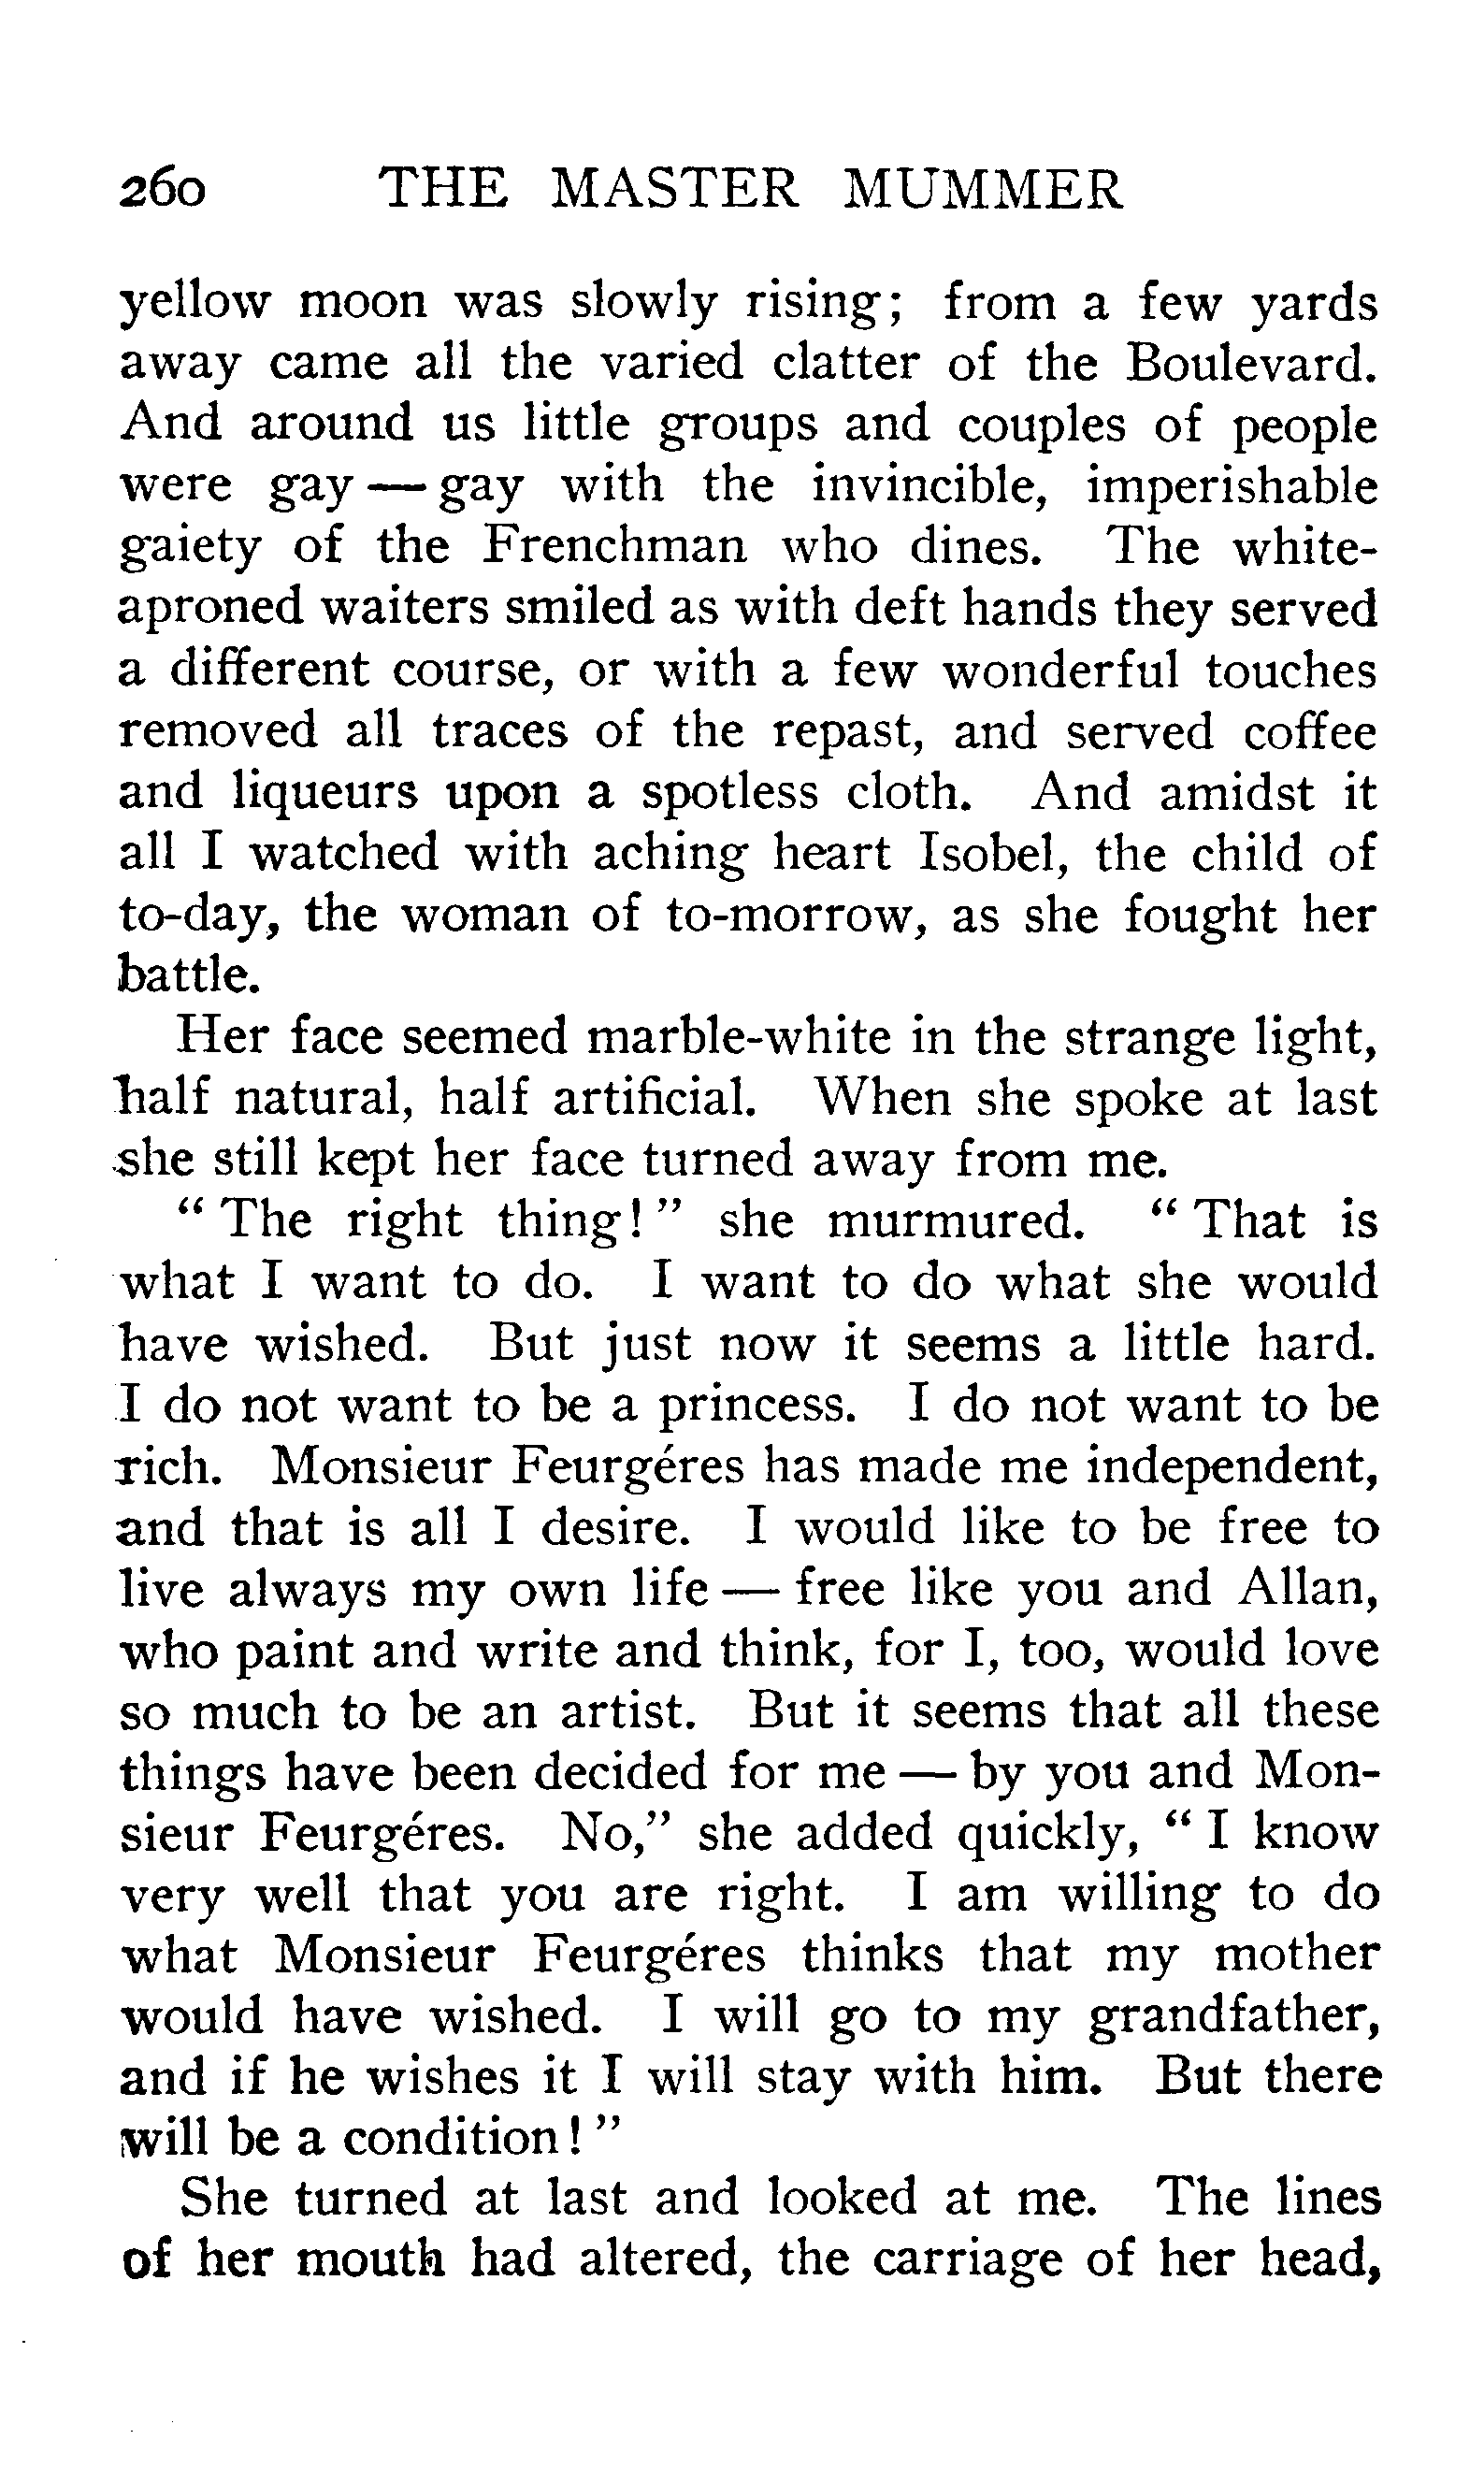 260 THE MASTER MUMMER
yellow moon was slowly rising; from a few yards
away came all the varied clatter of the Boulevard.
And around us little groups and couples of people
were gay — gay with the invincible, imperishable
gaiety of the Frenchman who dines. The white-
aproned waiters smiled as with deft hands they served
a different course, or with a few wonderful touches
removed all traces of the repast, and served coffee
and liqueurs upon a spotless cloth. And amidst it
all I watched with aching heart Isobel, the child of
to-day, the woman of to-morrow, as she fought her
battle.
Her face seemed marble-white in the strange light,
half natural, half artificial. When she spoke at last
she still kept her face turned away from me.
“ The right thing! ” she murmured. “ That is
what I want to do. I want to do what she would
have wished. But just now it seems a little hard.
I do not want to be a princess. I do not want to be
rich. Monsieur Feurgéres has made me independent,
and that is all I desire. I would like to be free to
live always my own life — free like you and Allan,
who paint and write and think, for I, too, would love
so much to be an artist. But it seems that all these
things have been decided for me — by you and Mon-
sieur Feurgéres. No,” she added quickly, “ I know
very well that you are right. I am willing to do
what Monsieur Feurgéres thinks that my mother
would have wished. I will go to my grandfather,
and if he wishes it I will stay with him. But there
will be a condition! ”
She turned at last and looked at me. The lines
of her mouth had altered, the carriage of her head,